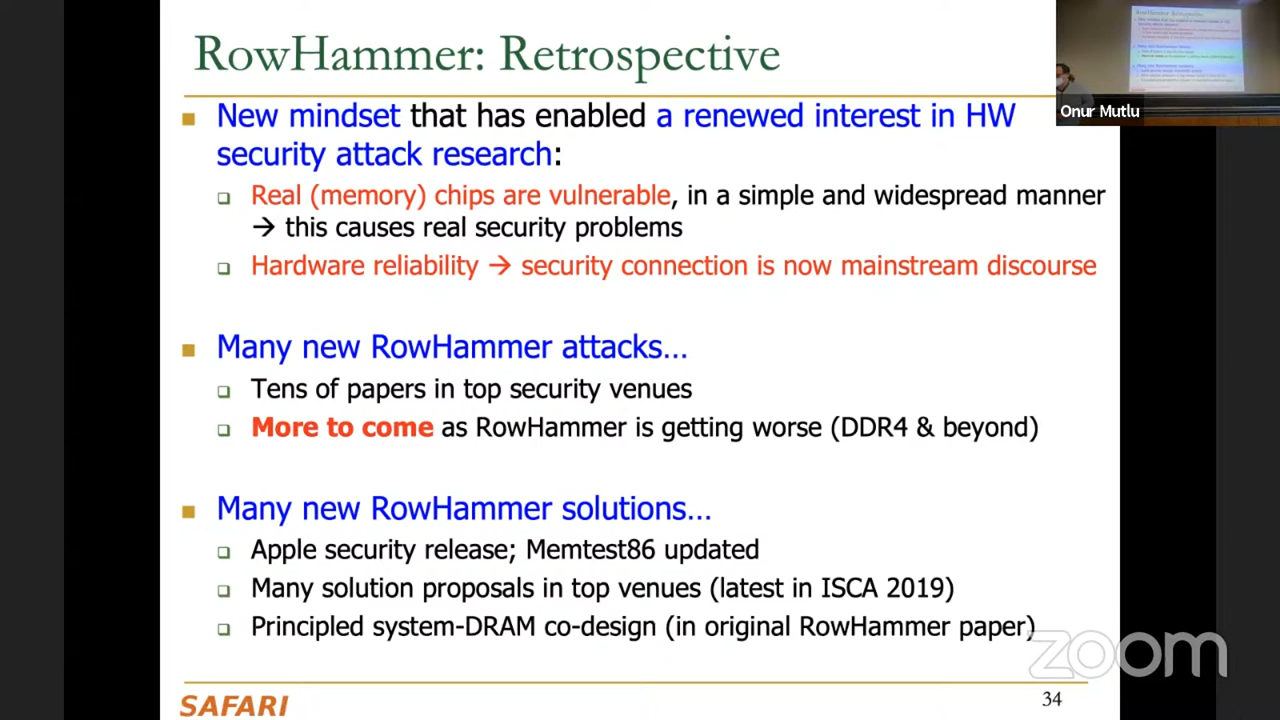 RowHammer: Retrospective
New mindset that has enabled a renewed interest in HW
security attack research:
Real (memory) chips are vulnerable, in a simple and widespread manner
→ this causes real security problems
Hardware reliability → security connection is now mainstream discourse
Many new RowHammer attacks…
Tens of papers in top security venues
More to come as RowHammer is getting worse (DDR4 & beyond)
Many new RowHammer solutions…
Apple security release; Memtest86 updated
Many solution proposals in top venues (latest in ISCA 2019)
Principled system-DRAM co-design (in original RowHammer paper)
SAFARI
34
Onur Mutlu
zoom